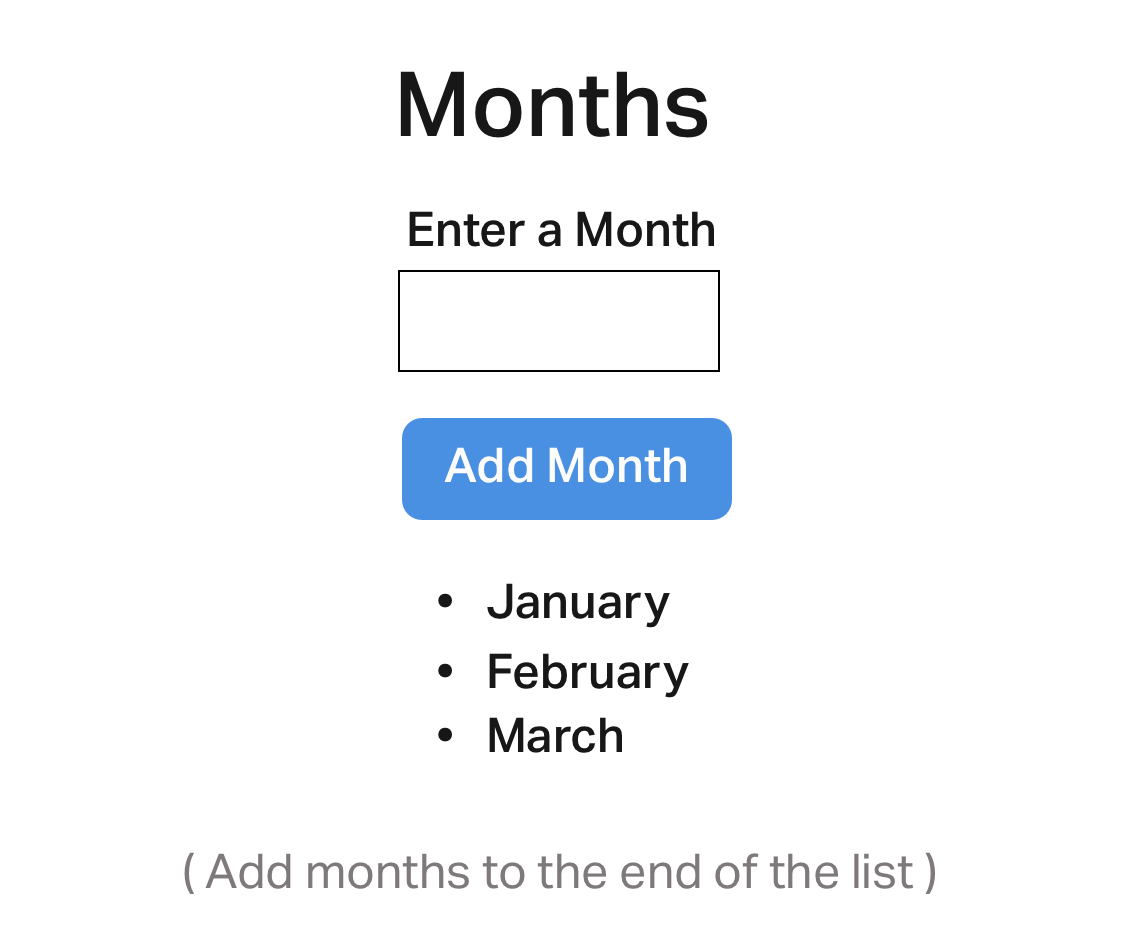 Months
Enter a Month
Add Month
• January
• February
• March
( Add months to the end of the list )